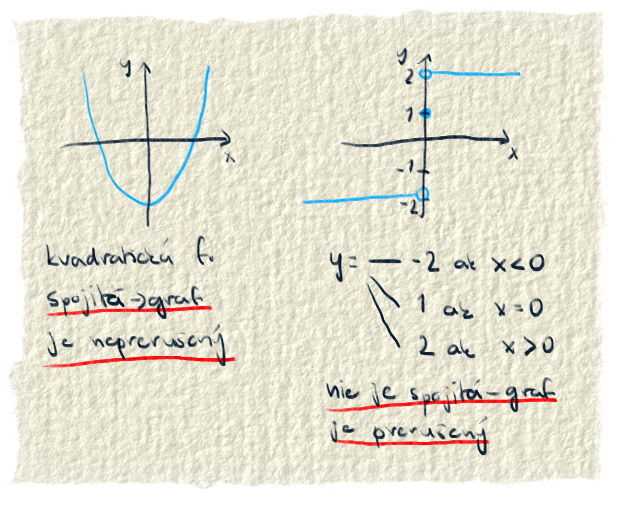 y
x
kvadratická f.
spojitá→graf
je neprerušený
y
2
1
-1
-2
x
y= -2 ak x<0
1 ak x=0
2 ak x>0
nie je spojitá-graf
je prerušený